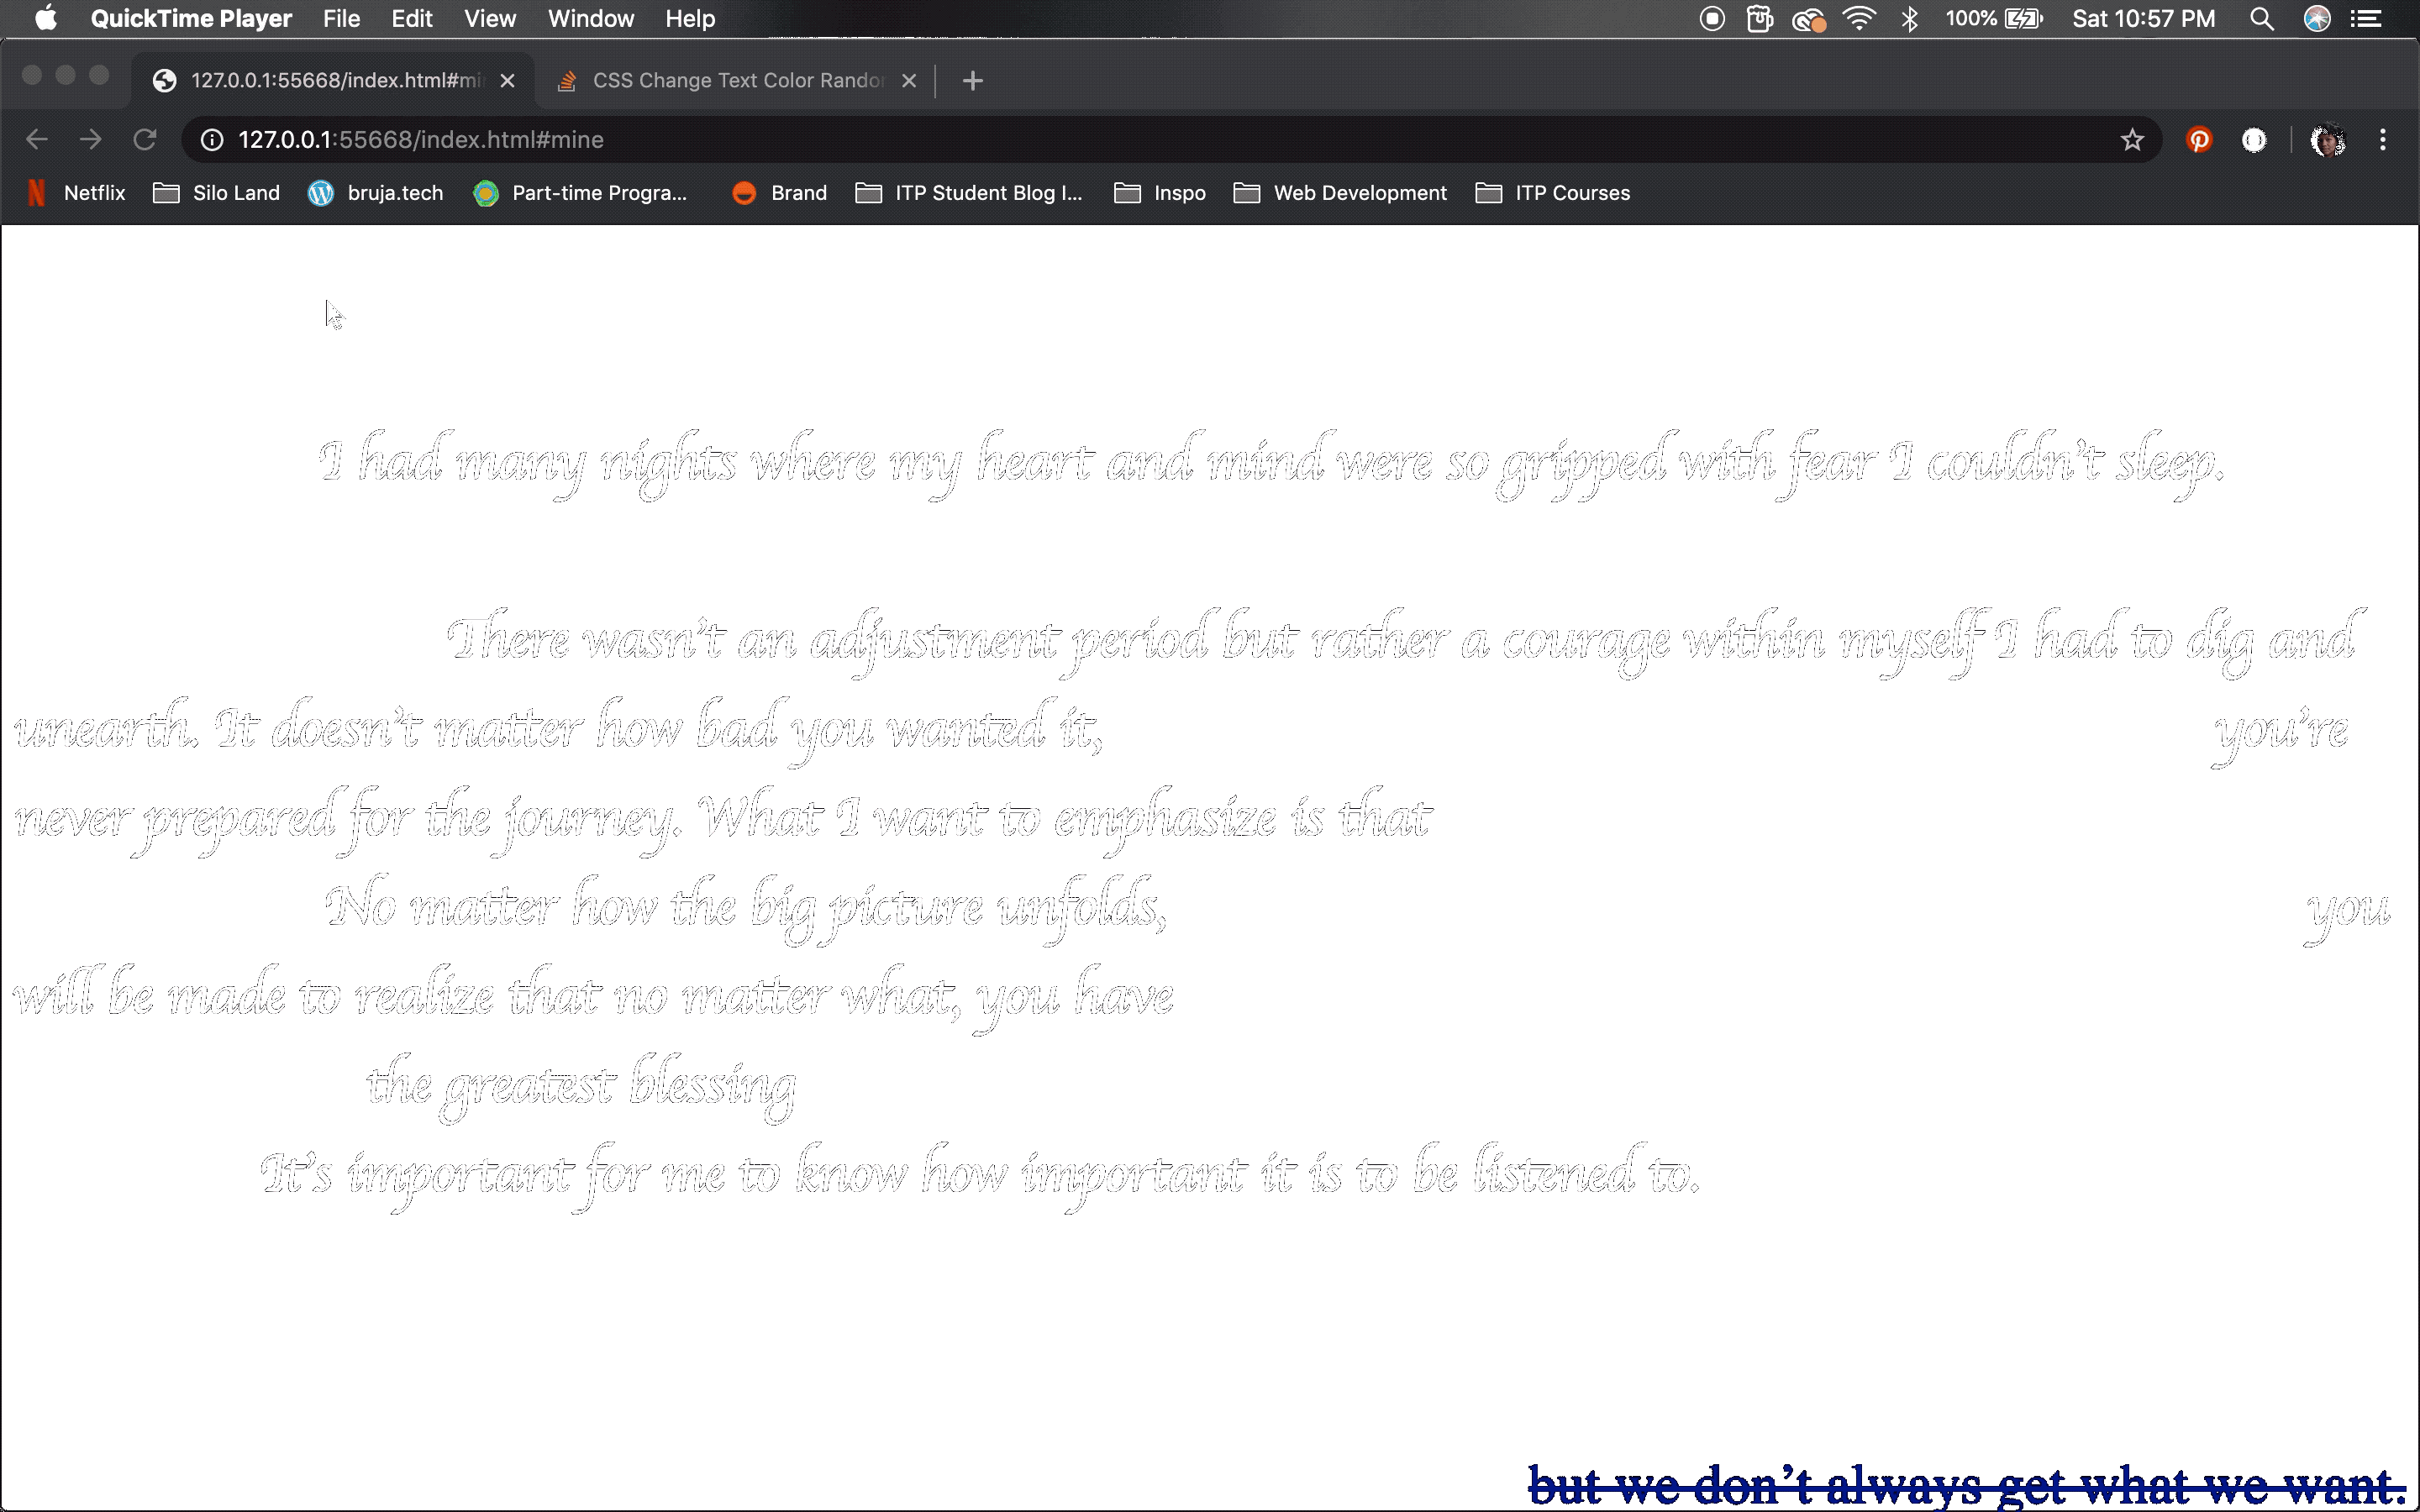 QuickTime Player File Edit View Window Help 100% Sat 10:57 PM
127.0.0.1:55668/index.html#mi CSS Change Text Color Rando
127.0.0.1:55668/index.html#mine
Netflix Silo Land bruja.tech Part-time Progra... Brand ITP Student Blog I... Inspo Web Development ITP Courses
I had many nights where my heart and mind were so gripped with fear I couldn't sleep.
There wasn't an adjustment period but rather a courage within myself I had to dig and
unearth. It doesn't matter how bad you wanted it, you're
never prepared for the journey. What I want to emphasize is that
No matter how the big picture unfolds, you
will be made to realize that no matter what, you have
the greatest blessing
It's important for me to know how important it is to be listened to.
but we don't always get what we want.